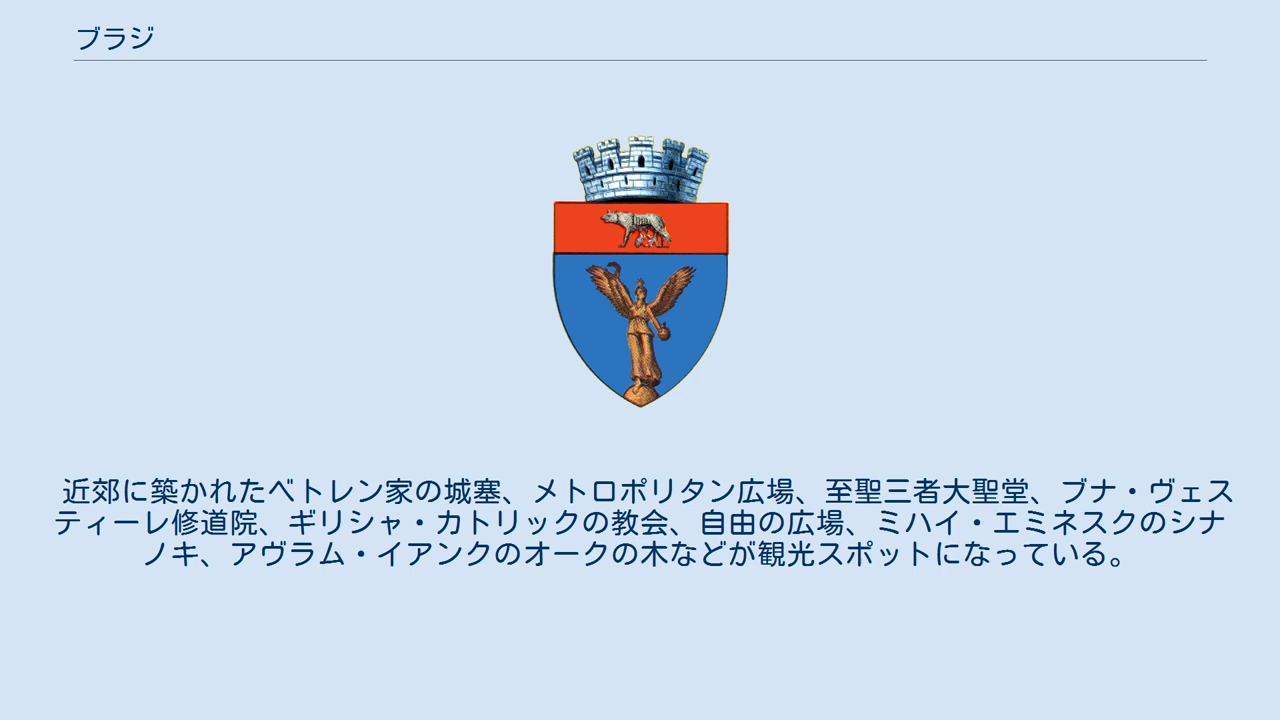 ブラジ
近郊に築かれたベトレン家の城塞、メトロポリタン広場、至聖三者大聖堂、ブナ・ヴェス
ティーレ修道院、ギリシャ・カトリックの教会、自由の広場、ミハイ・エミネスクのシナ
ノキ、アヴラム・イアンクのオークの木などが観光スポットになっている。